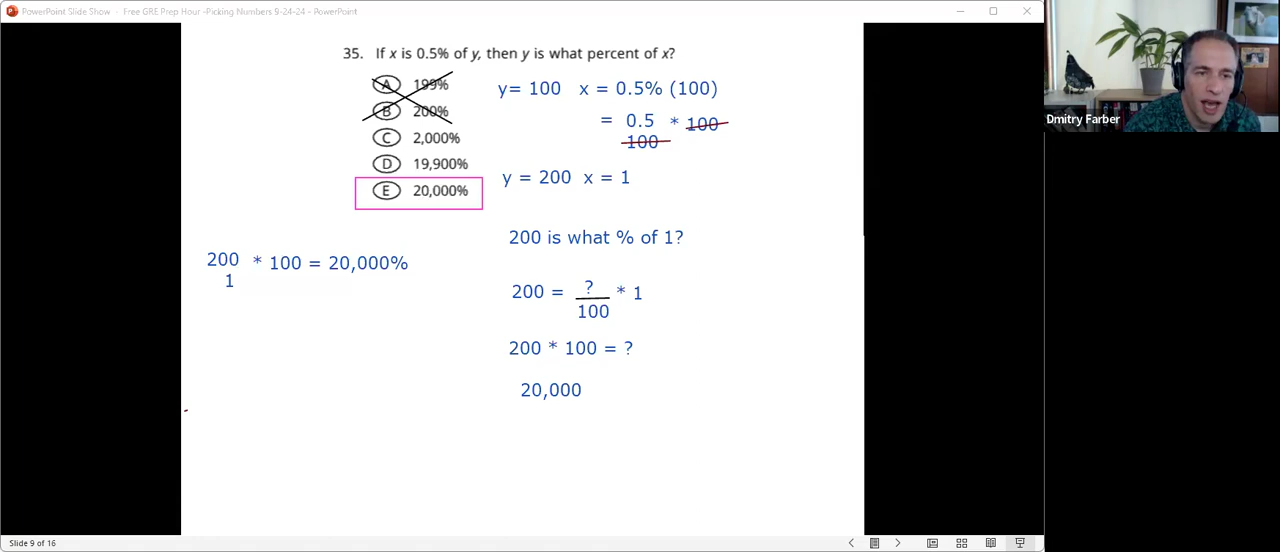 PowerPoint Slide Show - Free GRE Prep Hour -Picking Numbers 9-24-24 - PowerPoint
35. If x is 0.5% of y, then y is what percent of x?
A 199%
B 200%
C 2,000%
D 19,900%
E 20,000%
y= 100 x = 0.5% (100)
= 0.5 * 100
100
y = 200 x = 1
200 is what % of 1?
200 * 100 = 20,000%
1
200 = ? * 1
100
200 * 100 = ?
20,000
Dmitry Farber
Slide 9 of 16